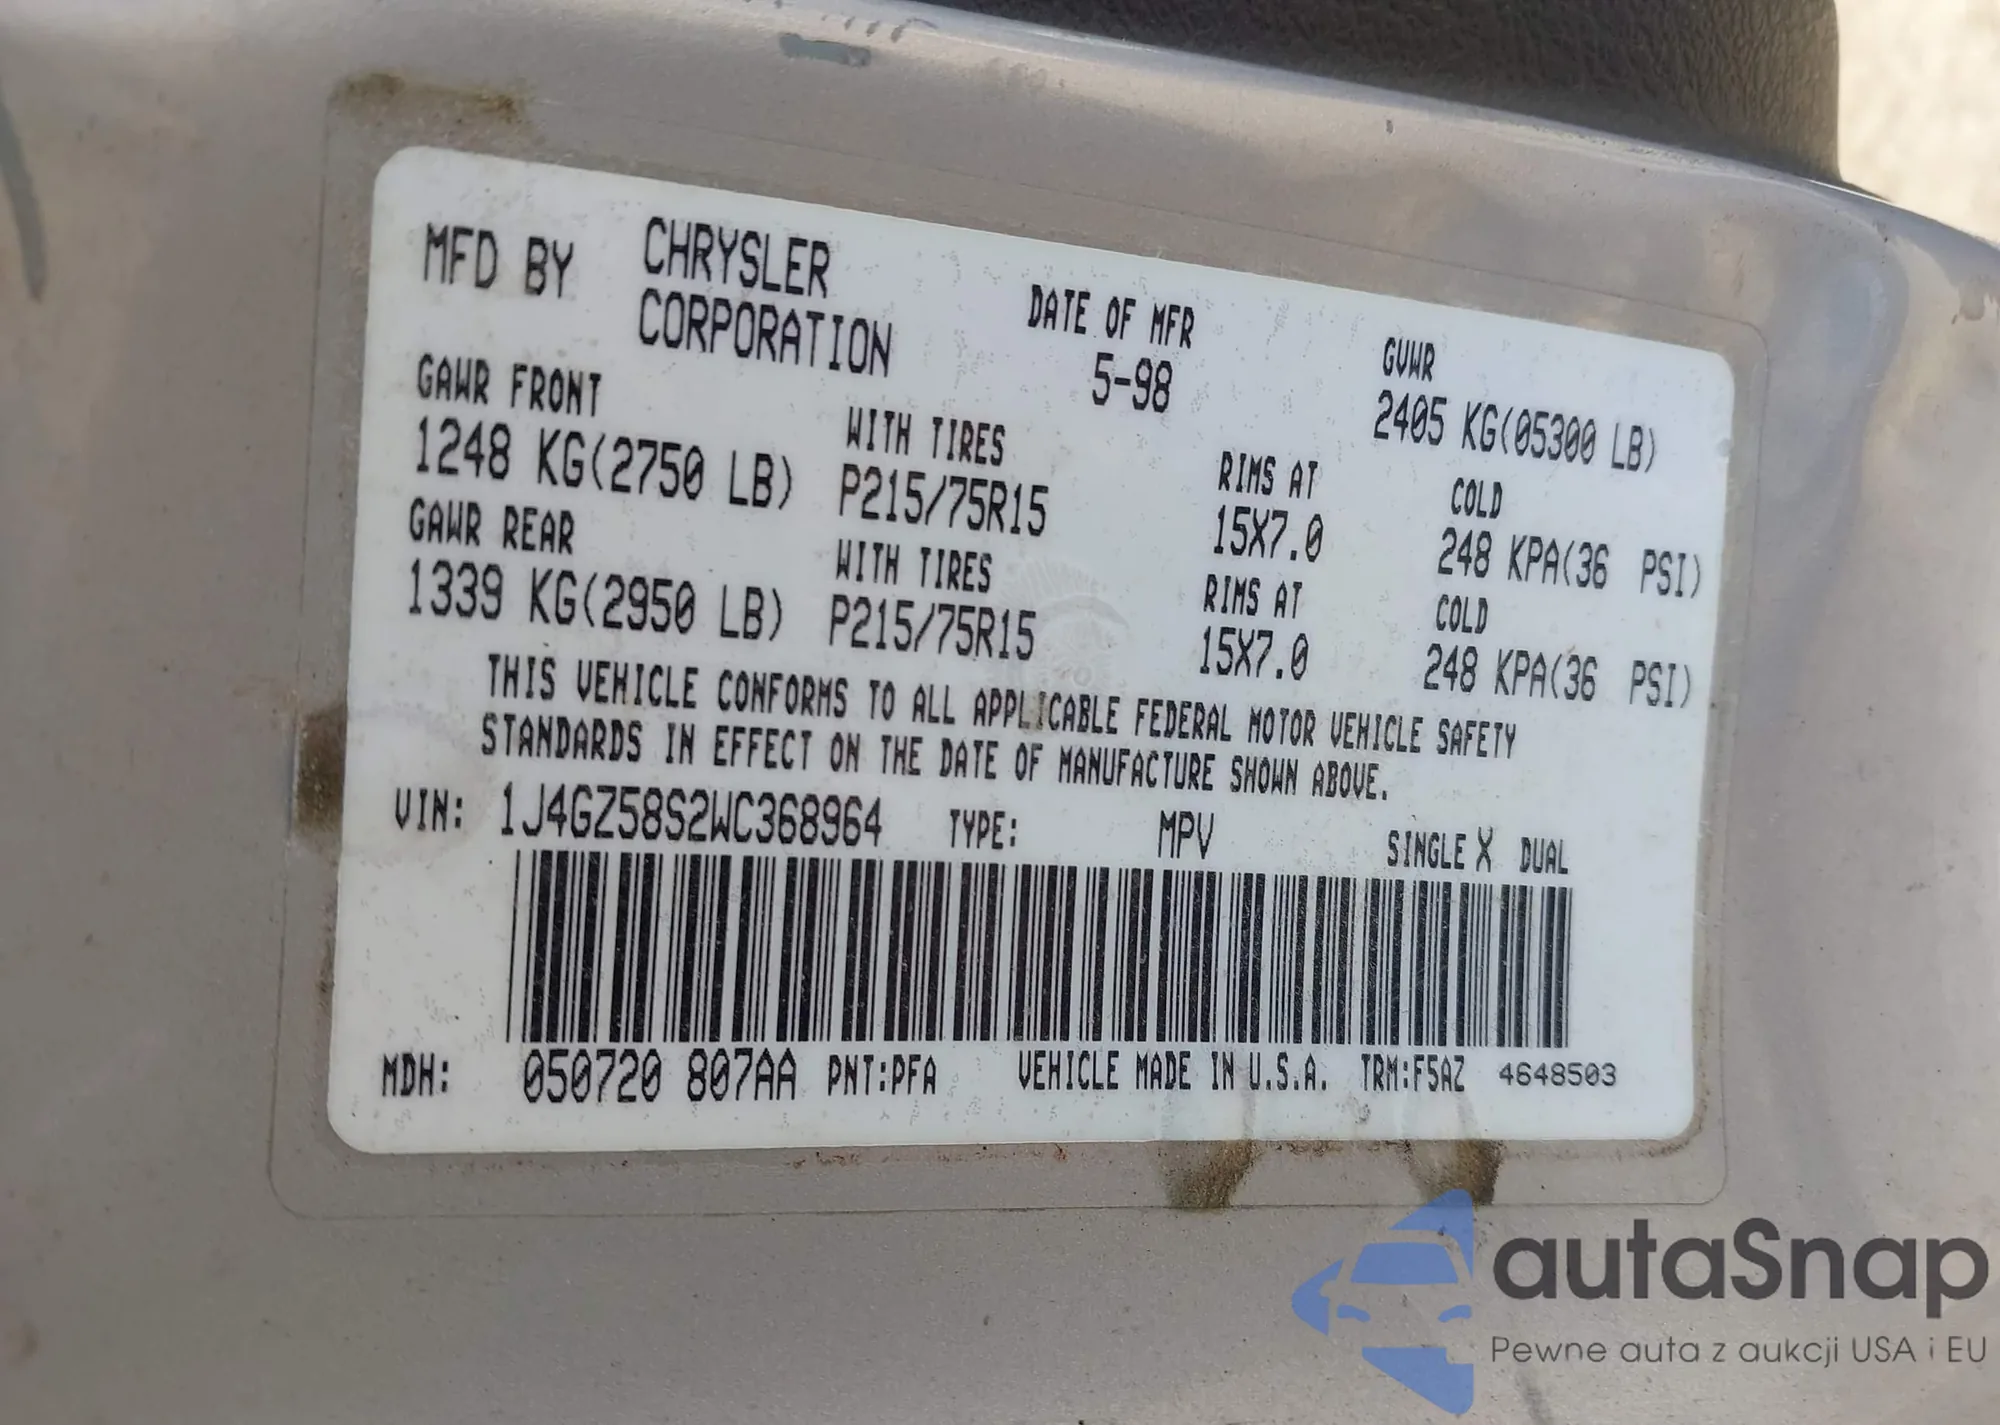 MFD BY CHRYSLER CORPORATION DATE OF MFR 5-98 GVWR 2405 KG(05300 LB)
GAWR FRONT WITH TIRES RIMS AT COLD
1248 KG(2750 LB) P215/75R15 15X7.0 248 KPA(36 PSI)
GAWR REAR WITH TIRES RIMS AT COLD
1339 KG(2950 LB) P215/75R15 15X7.0 248 KPA(36 PSI)
THIS VEHICLE CONFORMS TO ALL APPLICABLE FEDERAL MOTOR VEHICLE SAFETY
STANDARDS IN EFFECT ON THE DATE OF MANUFACTURE SHOWN ABOVE.
VIN: 1J4GZ58S2WC368964 TYPE: MPV SINGLE X DUAL
MDH: 050720 807AA PNT:PFA VEHICLE MADE IN U.S.A. TRM:F5AZ 4648503
autaSnap
Pewne auta z aukcji USA i EU